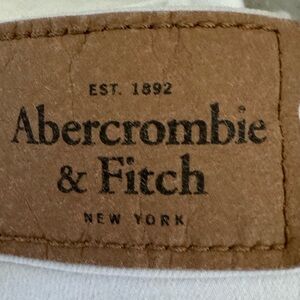 EST. 1892
Abercrombie
& Fitch
NEW YORK